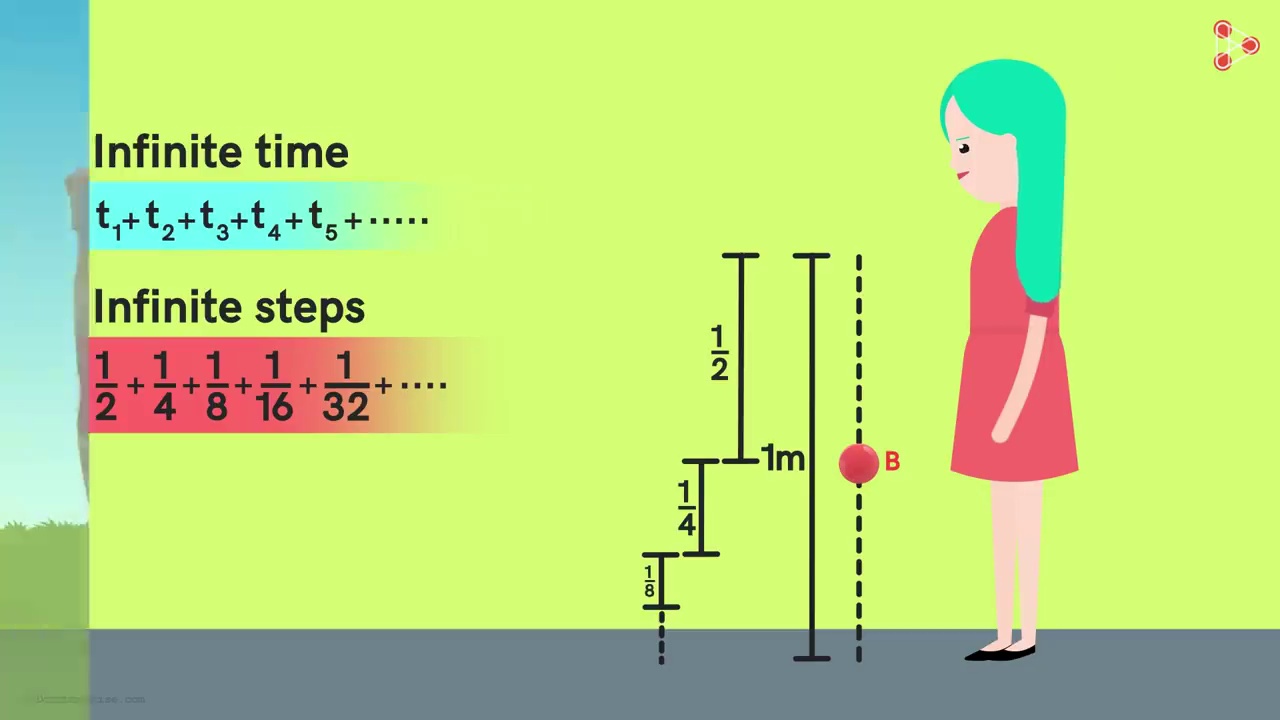 Infinite time
t₁+t₂+t₃+t₄+t₅+.....
Infinite steps
1/2+1/4+1/8+1/16+1/32+....
1/2
1m
B
1/4
1/8